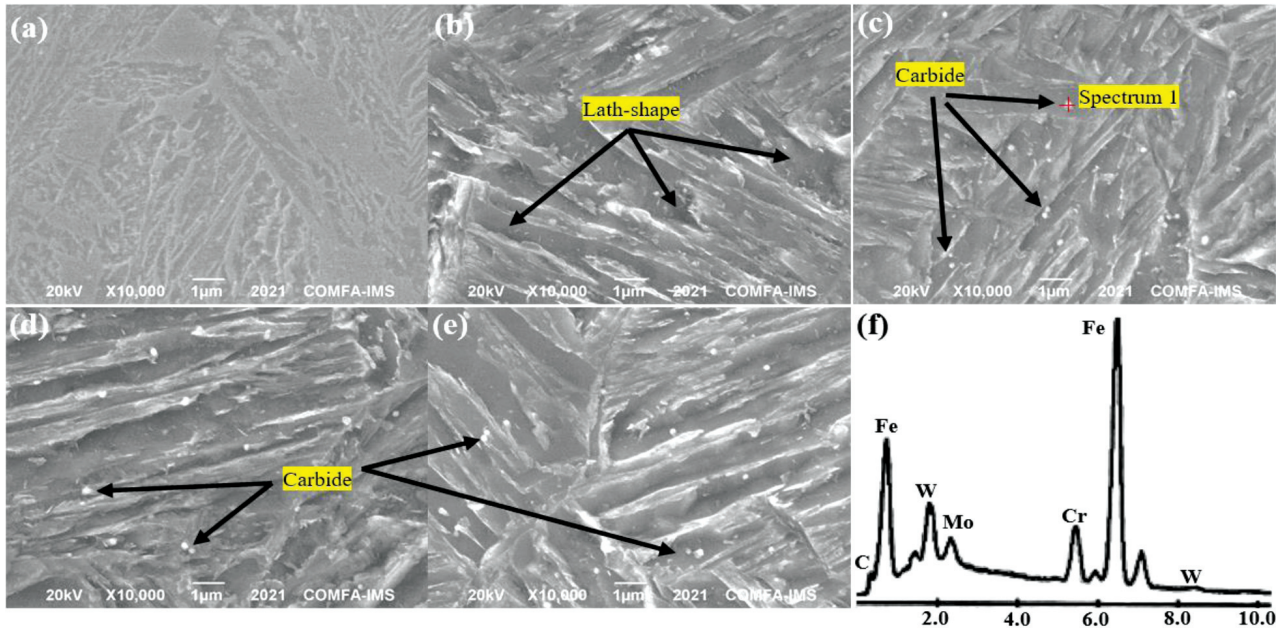 (a)
20kV X10,000 1µm 2021 COMFA-IMS
(b)
Lath-shape
20kV X10,000 1µm 2021 COMFA-IMS
(c)
Carbide
Spectrum 1
20kV X10,000 1µm 2021 COMFA-IMS
(d)
Carbide
20kV X10,000 1µm 2021 COMFA-IMS
(e)
20kV X10,000 1µm 2021 COMFA-IMS
(f)
Fe
Fe
W
Mo
Cr
C
W
2.0 4.0 6.0 8.0 10.0